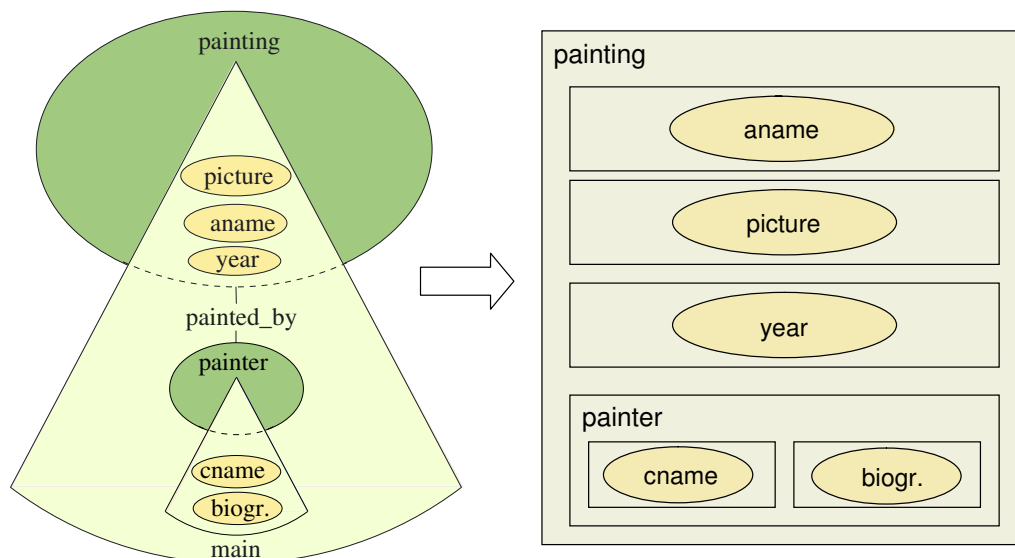 painting
picture
aname
year
painted_by
painter
cname
biogr.
main
painting
aname
picture
year
painter
cname
biogr.